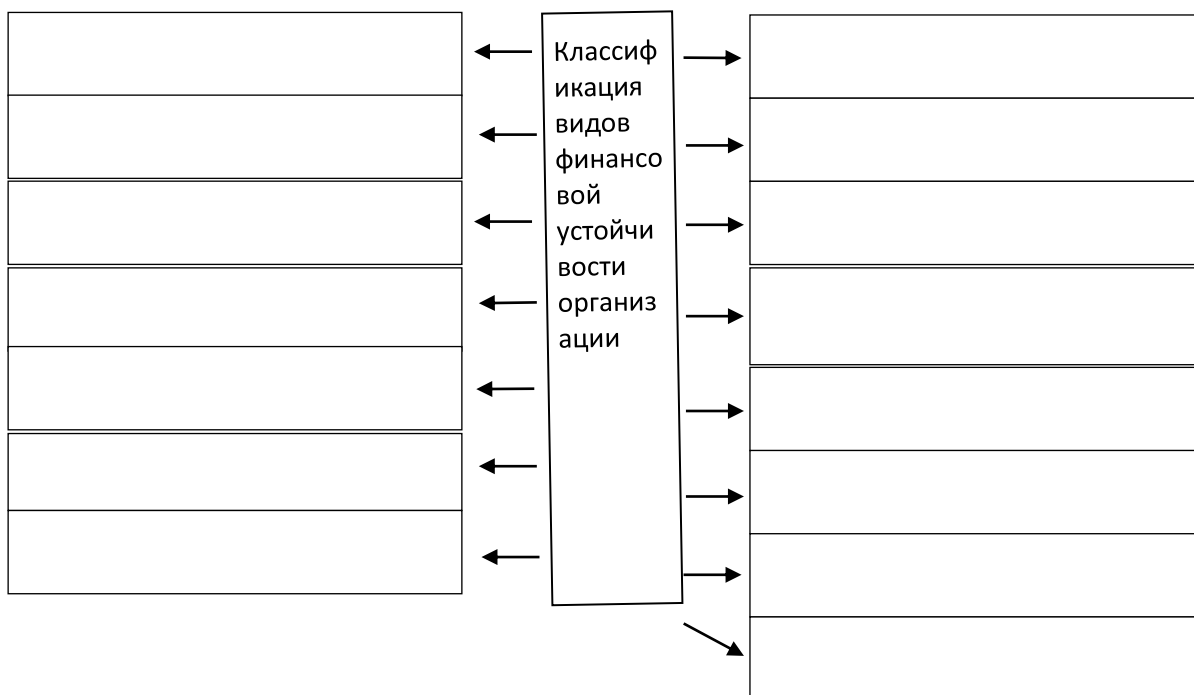 Классиф
икация
видов
финансо
вой
устойчи
вости
организ
ации